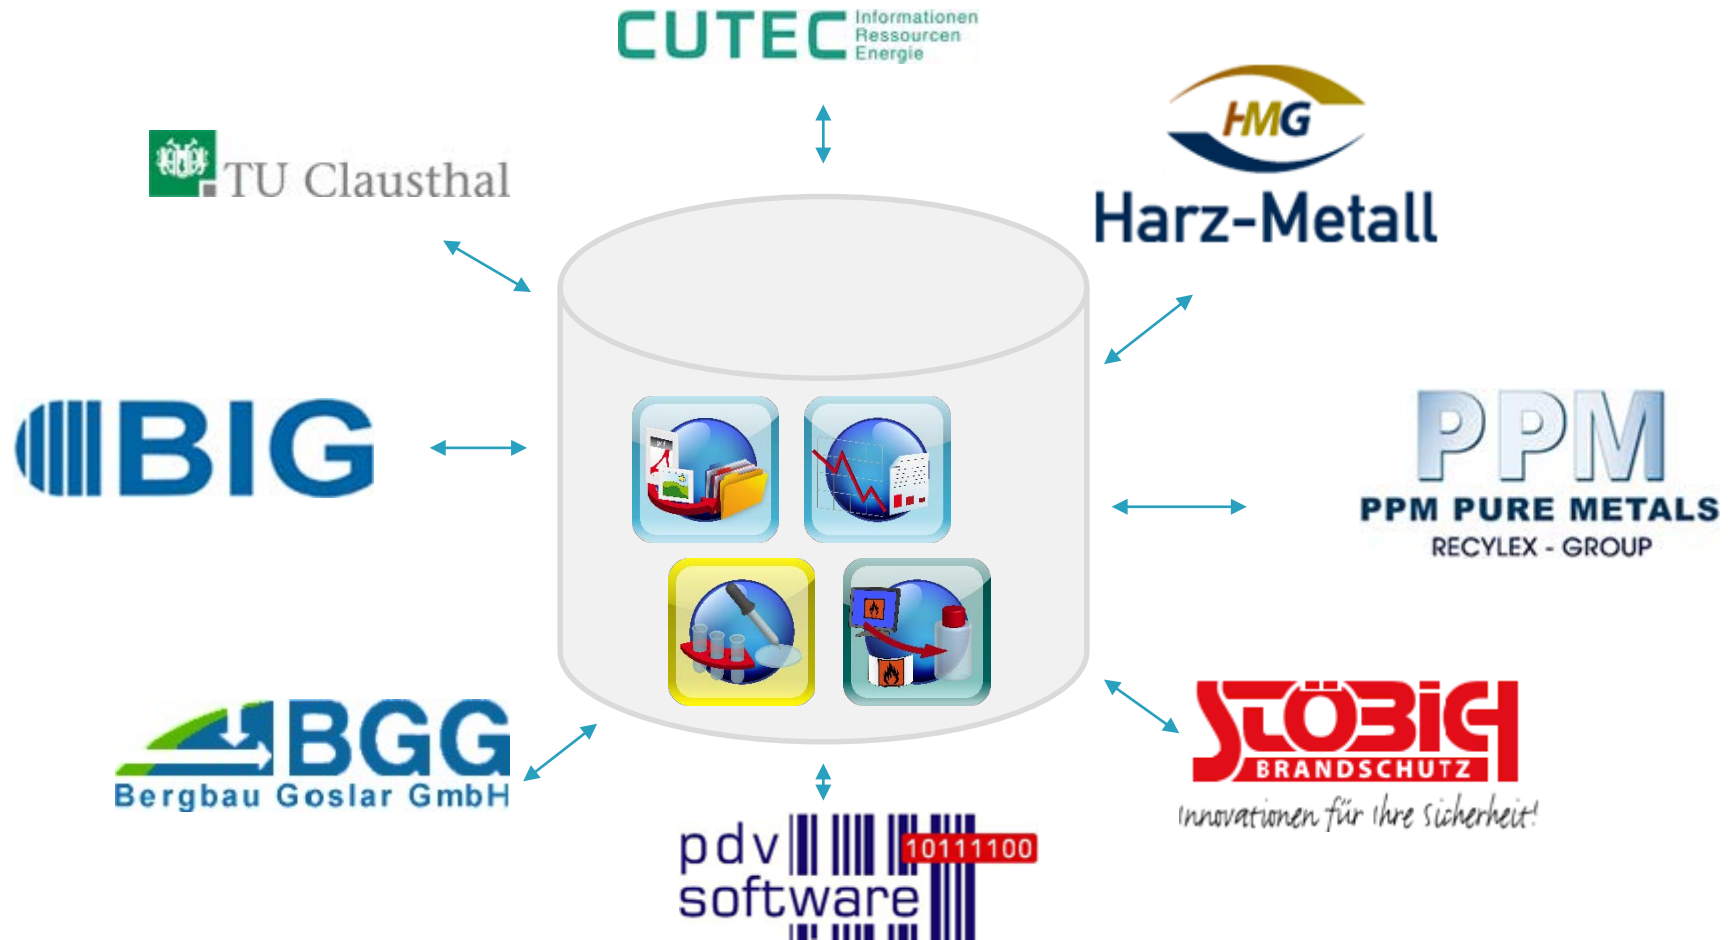 CUTEC
Informationen
Ressourcen
Energie
HMG
Harz-Metall
TU Clausthal
BIG
PPM
PPM PURE METALS
RECYLEX - GROUP
BGG
Bergbau Goslar GmbH
STÖBICH
BRANDSCHUTZ
Innovationen für Ihre Sicherheit!
pdv
10111100
software